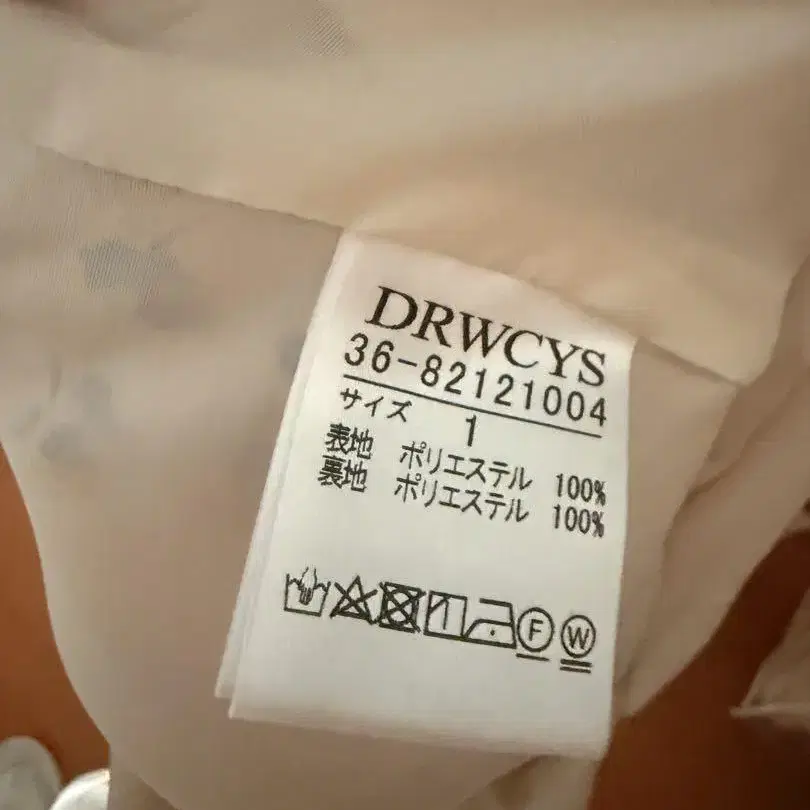 DRWCYS
36-82121004
サイズ 1
表地 ポリエステル 100%
裏地 ポリエステル 100%
F W